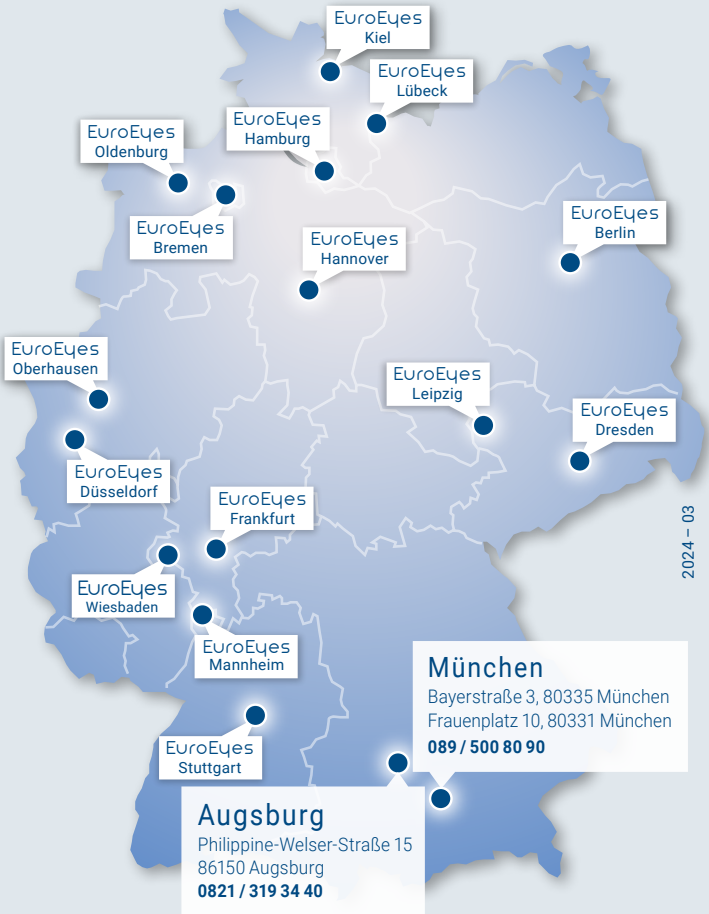 EuroEyes
Kiel
EuroEyes
Lübeck
EuroEyes
Hamburg
EuroEyes
Oldenburg
EuroEyes
Bremen
EuroEyes
Berlin
EuroEyes
Hannover
EuroEyes
Oberhausen
EuroEyes
Leipzig
EuroEyes
Dresden
EuroEyes
Düsseldorf
EuroEyes
Frankfurt
2024 – 03
EuroEyes
Wiesbaden
EuroEyes
Mannheim
München
Bayerstraße 3, 80335 München
Frauenplatz 10, 80331 München
089 / 500 80 90
EuroEyes
Stuttgart
Augsburg
Philippine-Welser-Straße 15
86150 Augsburg
0821 / 319 34 40